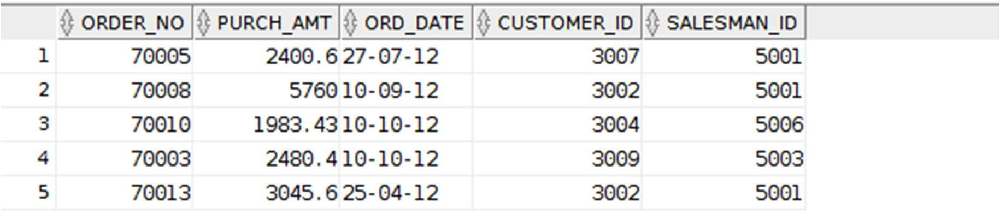 ORDER_NO PURCH_AMT ORD_DATE CUSTOMER_ID SALESMAN_ID
1 70005 2400.6 27-07-12 3007 5001
2 70008 5760 10-09-12 3002 5001
3 70010 1983.43 10-10-12 3004 5006
4 70003 2480.4 10-10-12 3009 5003
5 70013 3045.6 25-04-12 3002 5001